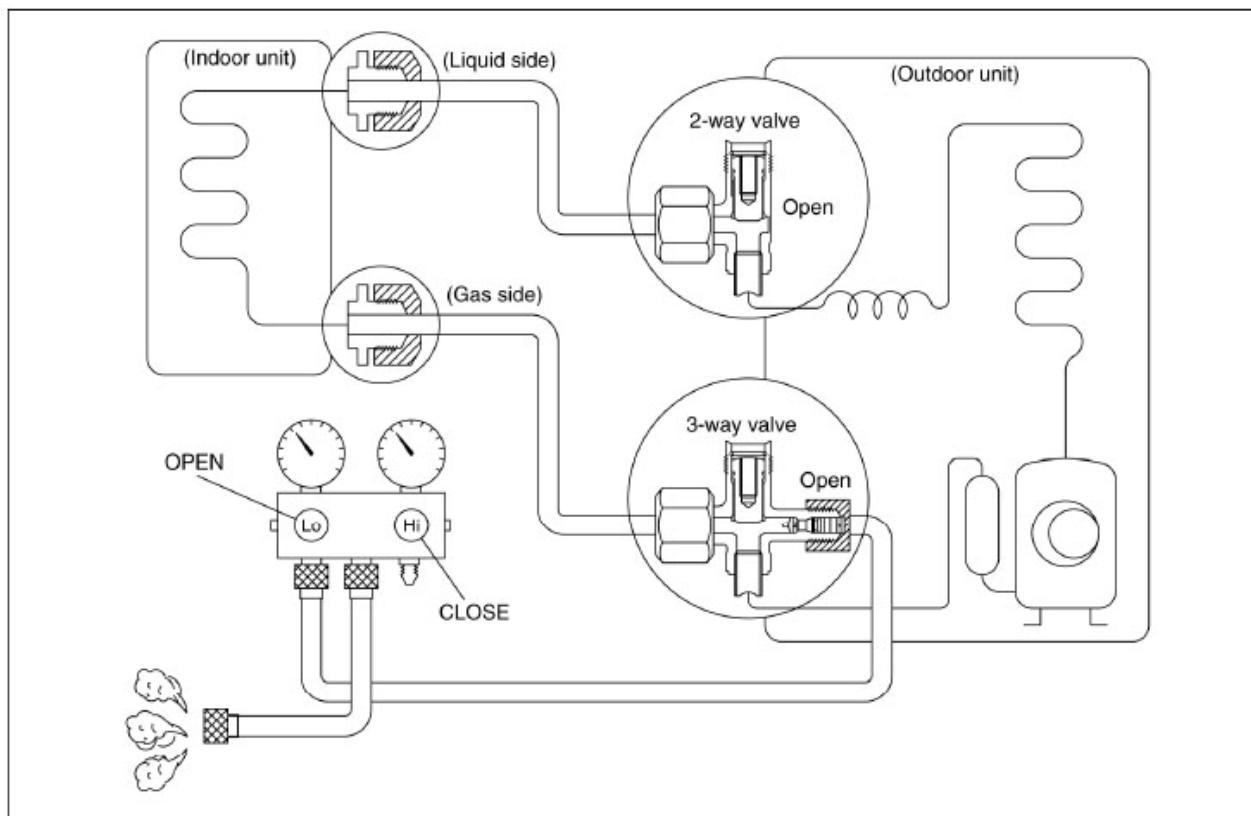 (Indoor unit)
(Liquid side)
(Outdoor unit)
2-way valve
Open
(Gas side)
3-way valve
Open
OPEN
Lo
Hi
CLOSE